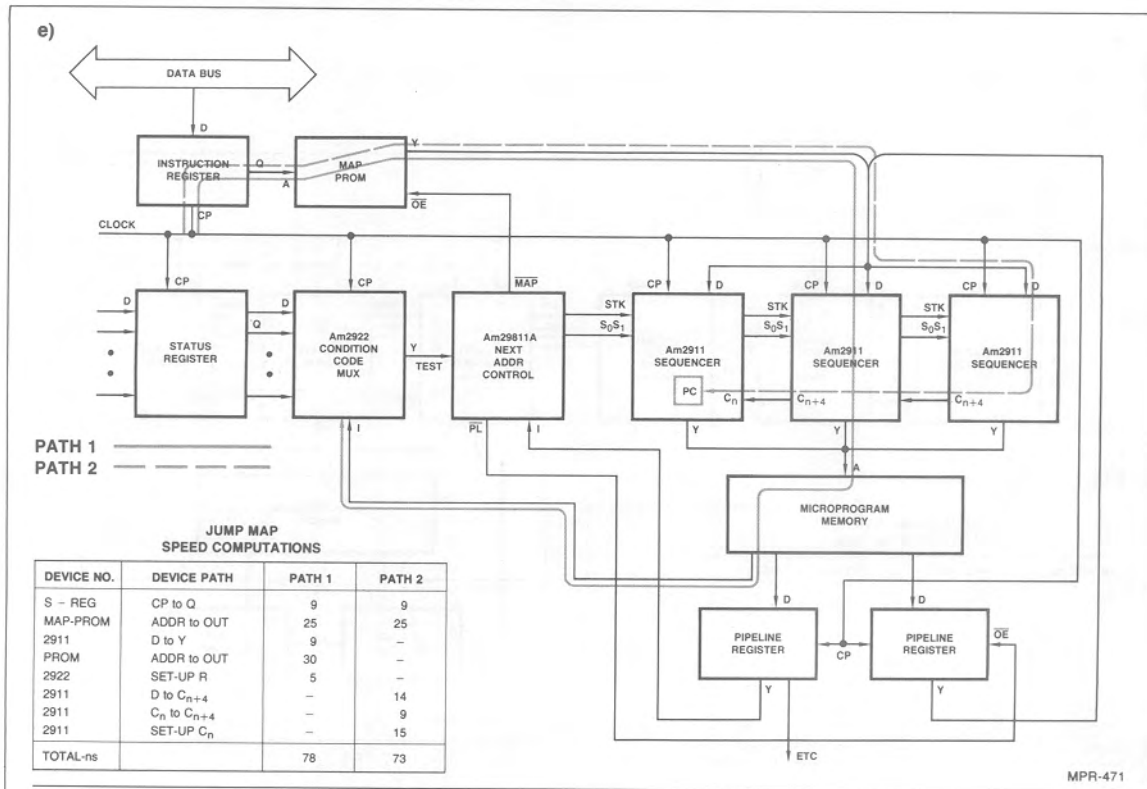 e)
DATA BUS
D
INSTRUCTION
REGISTER
Q
A
MAP
PROM
Y
OE
CP
CLOCK
CP
CP
MAP
CP
D
CP
D
CP
D
D
Q
STATUS
REGISTER
D
Am2922
CONDITION
CODE
MUX
Y
TEST
I
Am29811A
NEXT
ADDR
CONTROL
PL
I
STK
S0S1
Am2911
SEQUENCER
PC
Cn
Y
STK
S0S1
Am2911
SEQUENCER
Cn+4
Y
STK
S0S1
Am2911
SEQUENCER
Cn+4
Y
PATH 1
PATH 2
A
MICROPROGRAM
MEMORY
D
D
PIPELINE
REGISTER
CP
PIPELINE
REGISTER
OE
Y
Y
ETC
JUMP MAP
SPEED COMPUTATIONS
DEVICE NO. DEVICE PATH PATH 1 PATH 2
S – REG CP to Q 9 9
MAP-PROM ADDR to OUT 25 25
2911 D to Y 9 –
PROM ADDR to OUT 30 –
2922 SET-UP R 5 –
2911 D to Cn+4 – 14
2911 Cn to Cn+4 – 9
2911 SET-UP Cn – 15
TOTAL-ns 78 73
MPR-471